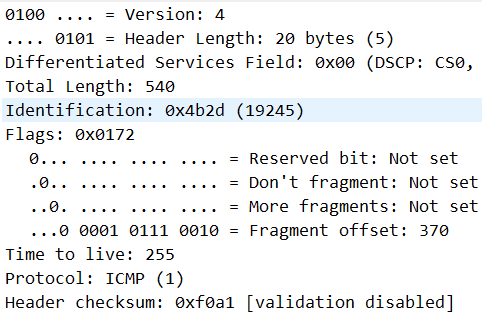 0100 .... = Version: 4
.... 0101 = Header Length: 20 bytes (5)
Differentiated Services Field: 0x00 (DSCP: CS0,
Total Length: 540
Identification: 0x4b2d (19245)
Flags: 0x0172
0... .... .... .... = Reserved bit: Not set
.0.. .... .... .... = Don't fragment: Not set
..0. .... .... .... = More fragments: Not set
...0 0001 0111 0010 = Fragment offset: 370
Time to live: 255
Protocol: ICMP (1)
Header checksum: 0xf0a1 [validation disabled]